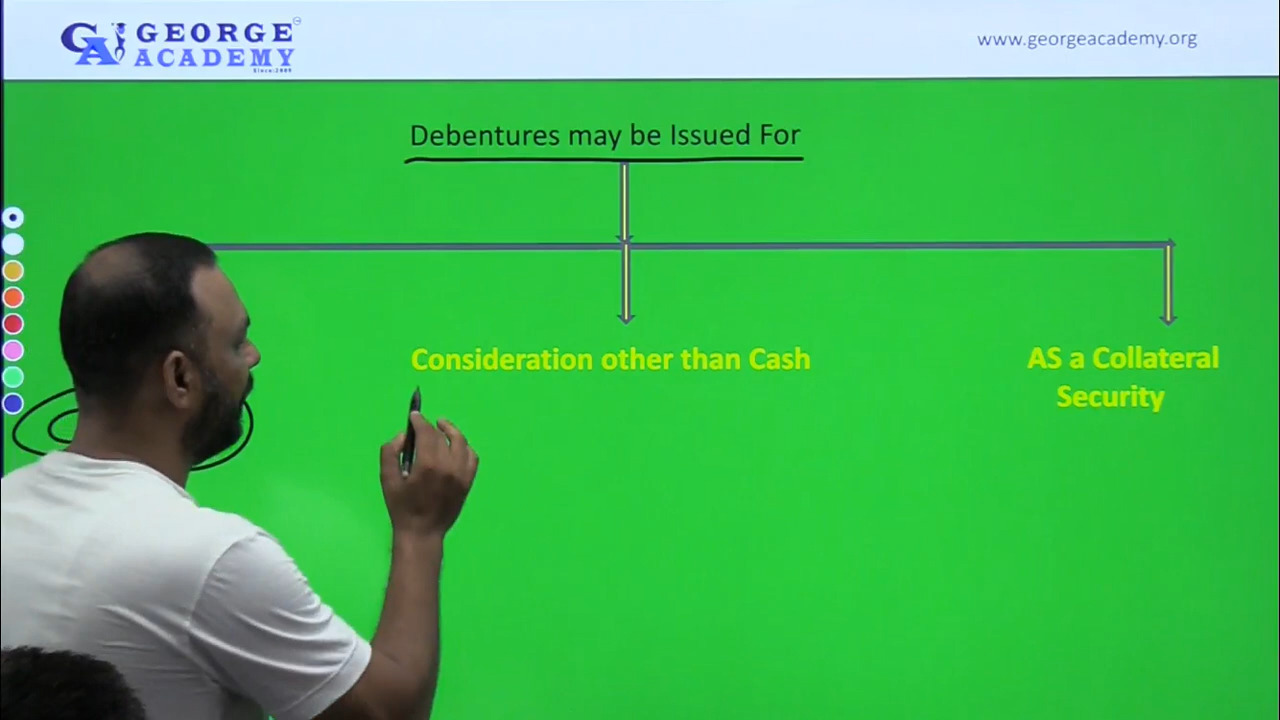 GEORGE
ACADEMY
Since:2009
www.georgeacademy.org
Debentures may be Issued For
Consideration other than Cash
AS a Collateral
Security